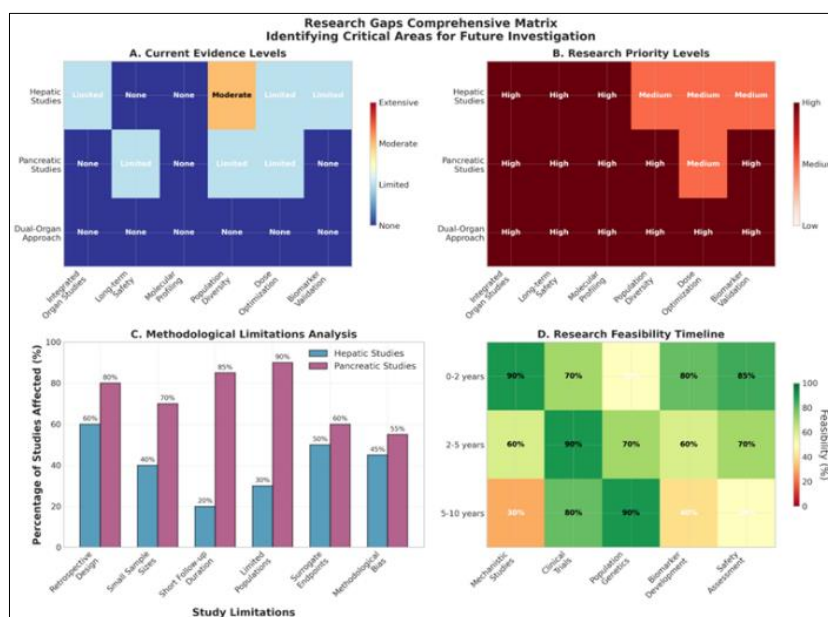 Research Gaps Comprehensive Matrix
Identifying Critical Areas for Future Investigation
A. Current Evidence Levels
Hepatic Studies
Limited None None Moderate Limited Limited
Pancreatic Studies
None Limited None Limited Limited None
Dual-Organ Approach
None None None None None None
Integrated Organ Studies
Long-term Safety
Molecular Profiling
Population Diversity
Dose Optimization
Biomarker Validation
Extensive
Moderate
Limited
None
B. Research Priority Levels
Hepatic Studies
High High High Medium Medium Medium
Pancreatic Studies
High High High High Medium High
Dual-Organ Approach
High High High High High High
Integrated Organ Studies
Long-term Safety
Molecular Profiling
Population Diversity
Dose Optimization
Biomarker Validation
High
Medium
Low
C. Methodological Limitations Analysis
Percentage of Studies Affected (%)
100
80
60
40
20
0
Hepatic Studies
Pancreatic Studies
60% 80%
40% 70%
20% 85%
30% 90%
50% 60%
45% 55%
Retrospective Design
Small Sample Sizes
Short Follow-up Duration
Limited Populations
Surrogate Endpoints
Methodological Bias
Study Limitations
D. Research Feasibility Timeline
0-2 years
90% 70% 80% 85%
2-5 years
60% 90% 70% 60% 70%
5-10 years
80% 90%
Mechanistic Studies
Clinical Trials
Population Genetics
Biomarker Development
Safety Assessment
100
80
60
40
20
0
Feasibility (%)